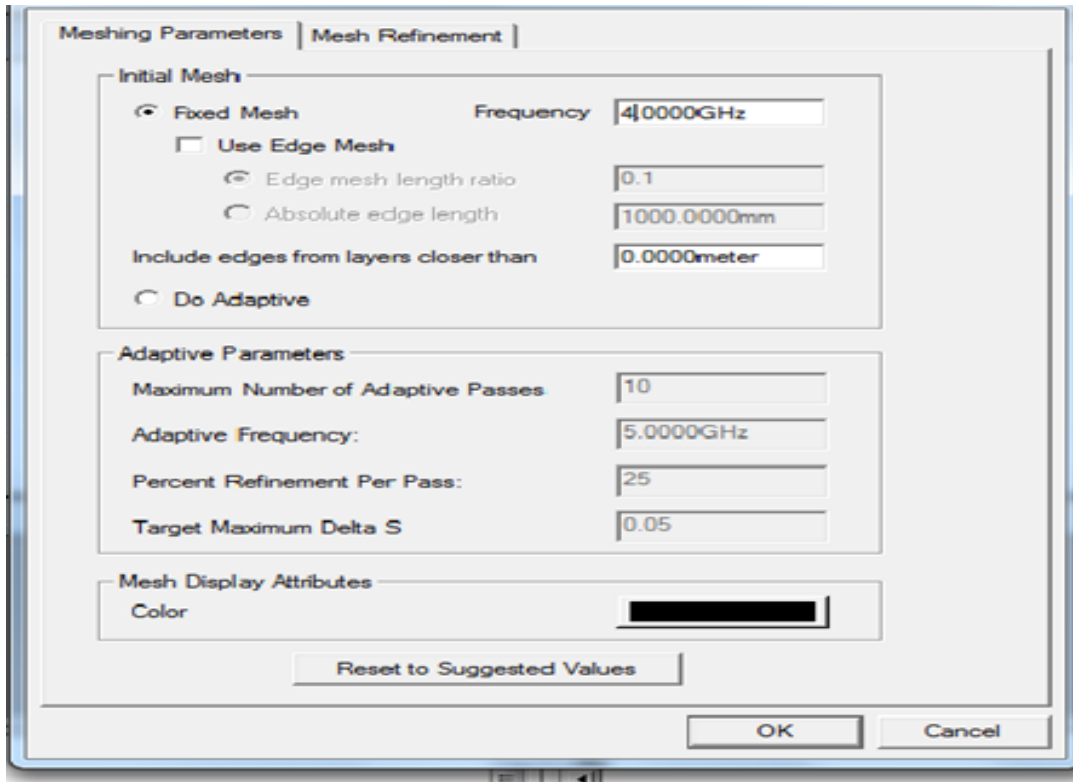 Meshing Parameters Mesh Refinement
Initial Mesh
Fixed Mesh Frequency 4.0000GHz
Use Edge Mesh
Edge mesh length ratio 0.1
Absolute edge length 1000.0000mm
Include edges from layers closer than 0.0000meter
Do Adaptive
Adaptive Parameters
Maximum Number of Adaptive Passes 10
Adaptive Frequency: 5.0000GHz
Percent Refinement Per Pass: 25
Target Maximum Delta S 0.05
Mesh Display Attributes
Color
Reset to Suggested Values
OK Cancel